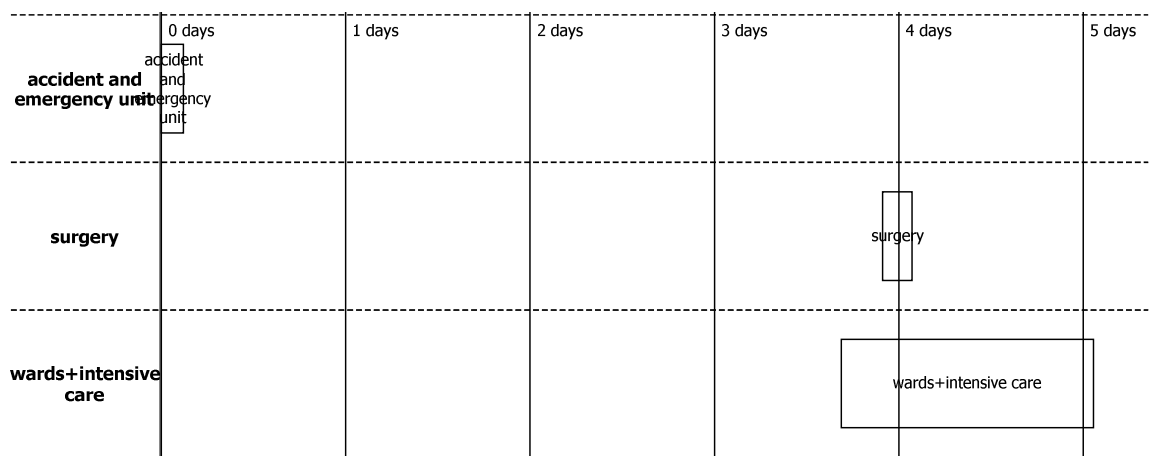 0 days 1 days 2 days 3 days 4 days 5 days
accident and
emergency unit
accident
and
emergency
unit
surgery
surgery
wards+intensive
care
wards+intensive care